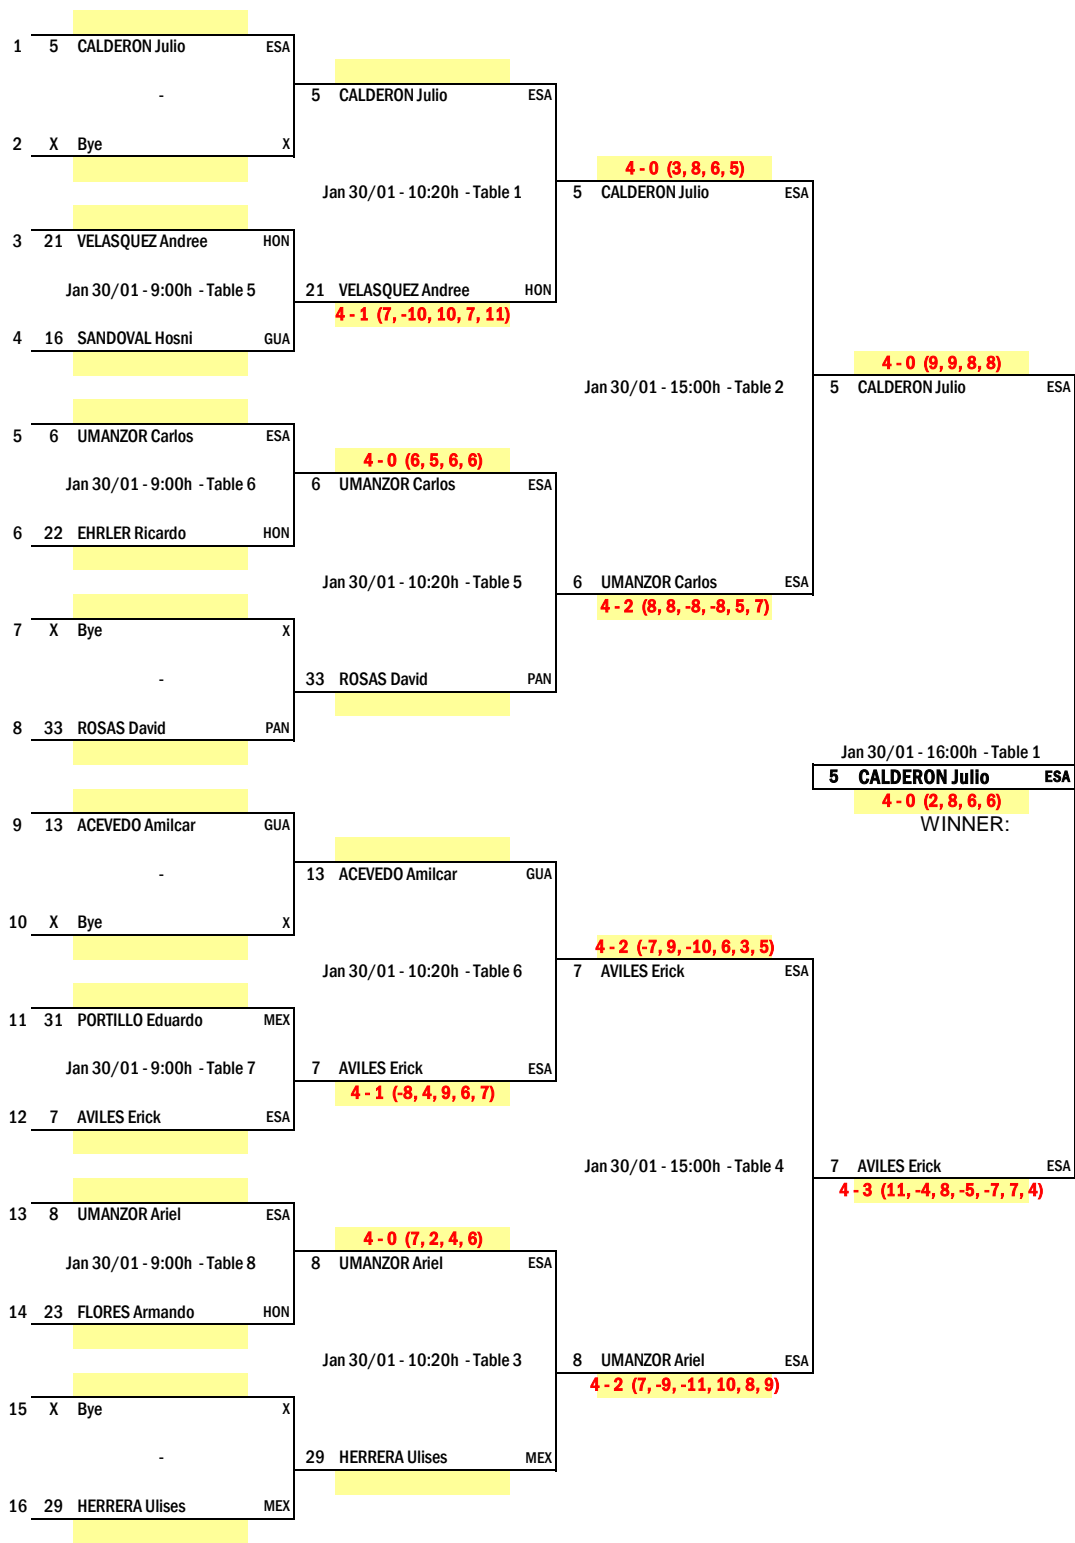 1 5 CALDERON Julio ESA
-
5 CALDERON Julio ESA
2 X Bye X
4 - 0 (3, 8, 6, 5)
Jan 30/01 - 10:20h - Table 1
5 CALDERON Julio ESA
3 21 VELASQUEZ Andree HON
Jan 30/01 - 9:00h - Table 5
21 VELASQUEZ Andree HON
4 - 1 (7, -10, 10, 7, 11)
4 16 SANDOVAL Hosni GUA
4 - 0 (9, 9, 8, 8)
Jan 30/01 - 15:00h - Table 2
5 CALDERON Julio ESA
5 6 UMANZOR Carlos ESA
4 - 0 (6, 5, 6, 6)
Jan 30/01 - 9:00h - Table 6
6 UMANZOR Carlos ESA
6 22 EHRLER Ricardo HON
Jan 30/01 - 10:20h - Table 5
6 UMANZOR Carlos ESA
4 - 2 (8, 8, -8, -8, 5, 7)
7 X Bye X
-
33 ROSAS David PAN
8 33 ROSAS David PAN
Jan 30/01 - 16:00h - Table 1
5 CALDERON Julio ESA
4 - 0 (2, 8, 6, 6)
WINNER:
9 13 ACEVEDO Amilcar GUA
-
13 ACEVEDO Amilcar GUA
10 X Bye X
4 - 2 (-7, 9, -10, 6, 3, 5)
Jan 30/01 - 10:20h - Table 6
7 AVILES Erick ESA
11 31 PORTILLO Eduardo MEX
Jan 30/01 - 9:00h - Table 7
7 AVILES Erick ESA
4 - 1 (-8, 4, 9, 6, 7)
12 7 AVILES Erick ESA
Jan 30/01 - 15:00h - Table 4
7 AVILES Erick ESA
4 - 3 (11, -4, 8, -5, -7, 7, 4)
13 8 UMANZOR Ariel ESA
4 - 0 (7, 2, 4, 6)
Jan 30/01 - 9:00h - Table 8
8 UMANZOR Ariel ESA
14 23 FLORES Armando HON
Jan 30/01 - 10:20h - Table 3
8 UMANZOR Ariel ESA
4 - 2 (7, -9, -11, 10, 8, 9)
15 X Bye X
-
29 HERRERA Ulises MEX
16 29 HERRERA Ulises MEX